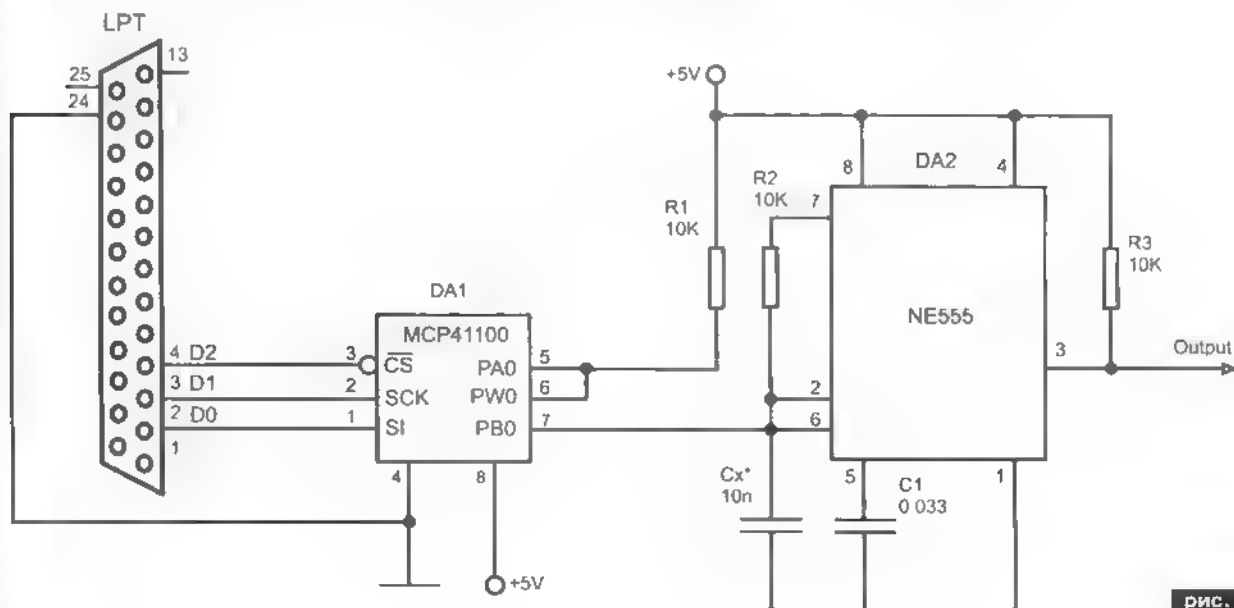 LPT
13
25
24
4 D2
3 D1
2 D0
1
DA1
MCP41100
3 CS PA0 5
2 SCK PW0 6
1 SI PB0 7
4
8
+5V
+5V
R1
10K
R2
10K
DA2
8
4
7
NE555
2
6
5
1
3
R3
10K
Output
Cx*
10n
C1
0 033
рис.